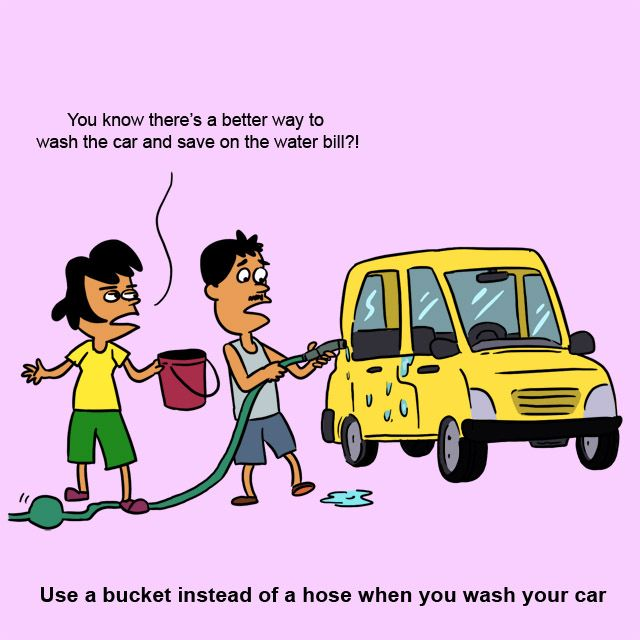 You know there's a better way to
wash the car and save on the water bill?!
Use a bucket instead of a hose when you wash your car